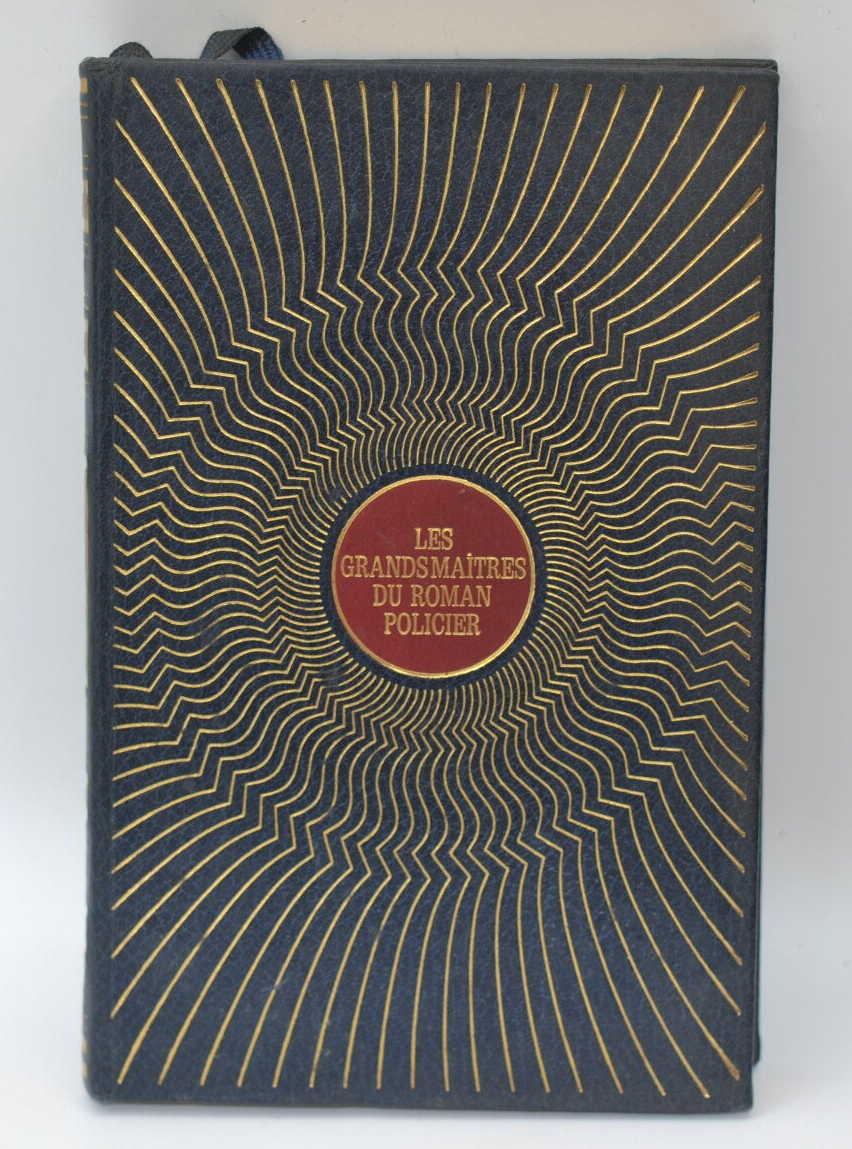 LES
GRANDS MAÎTRES
DU ROMAN
POLICIER